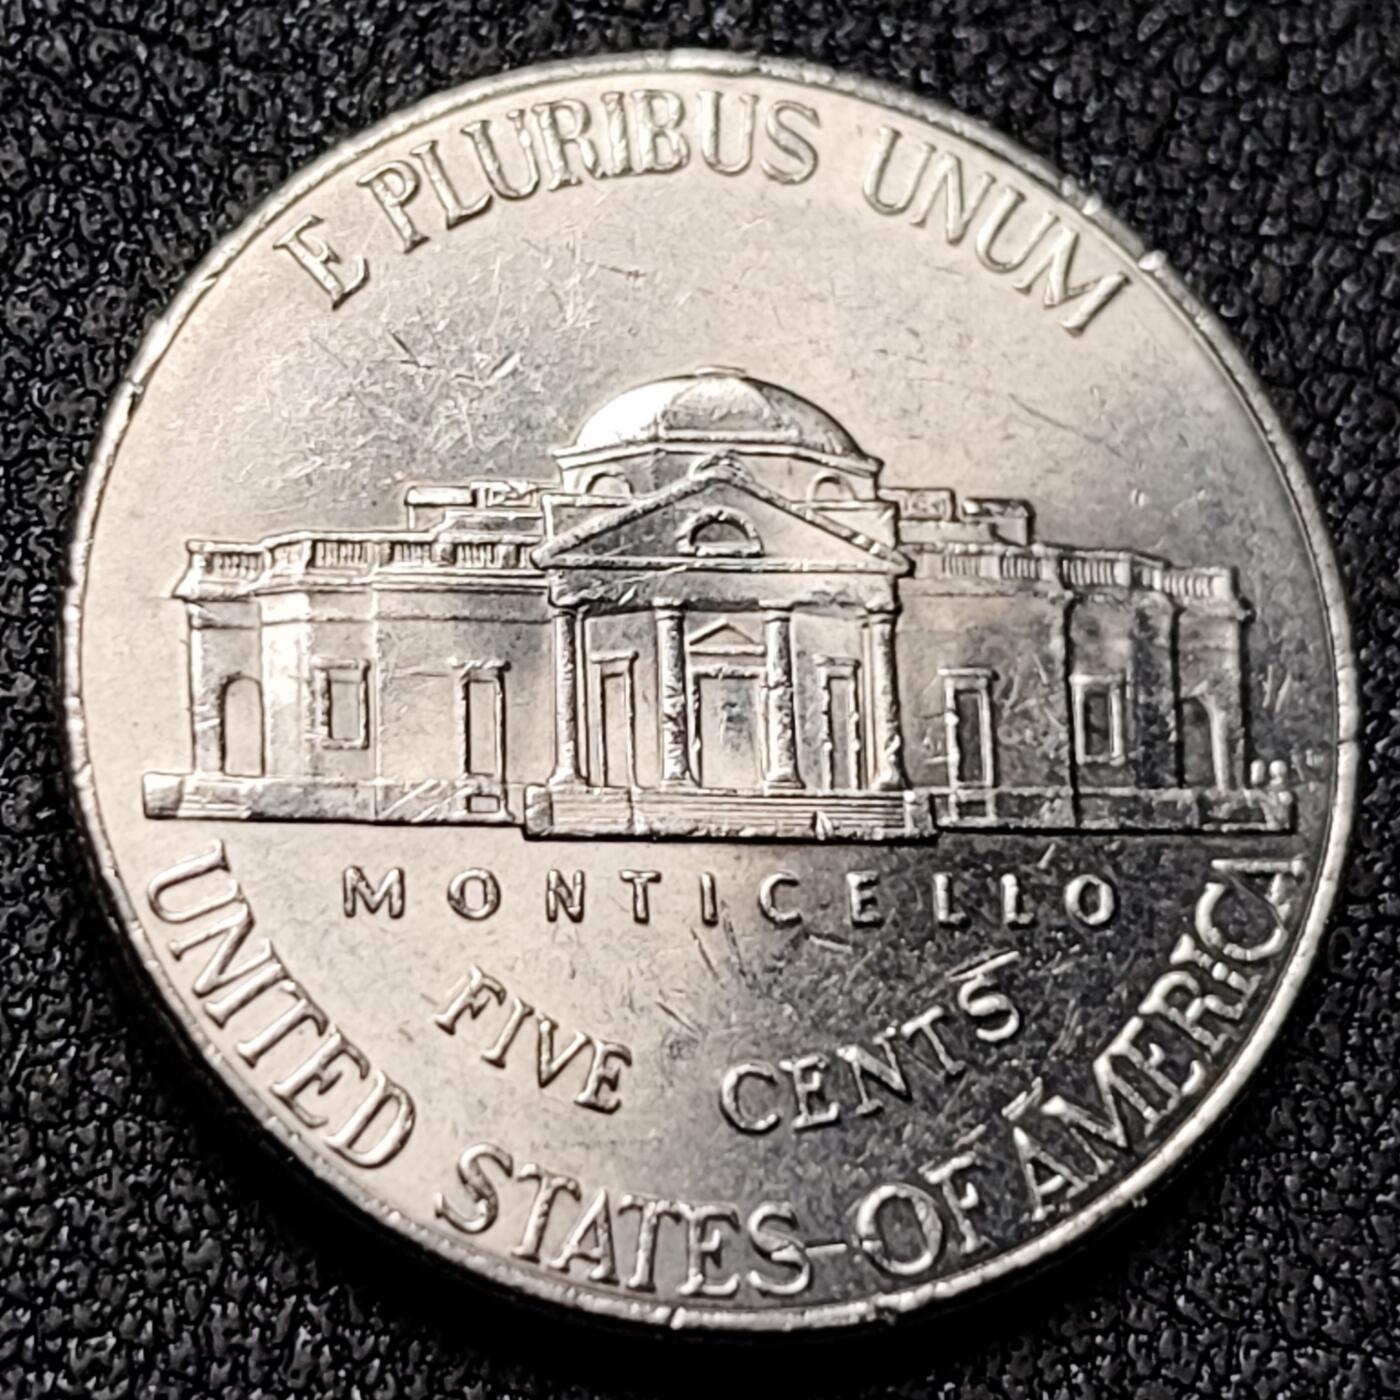 E PLURIBUS UNUM
MONTICELLO
FIVE CENTS
UNITED STATES OF AMERICA